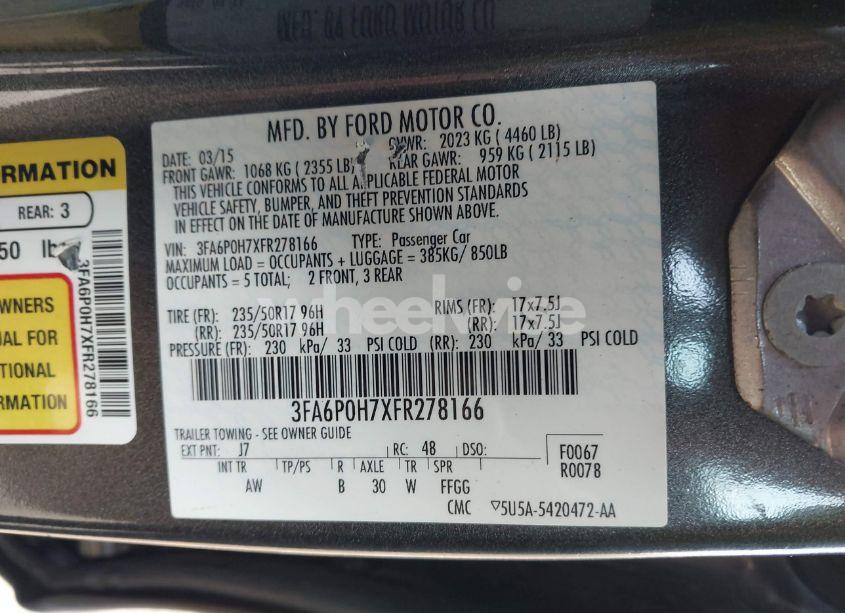 MFD. BY FORD MOTOR CO.
DATE: 03/15 GVWR: 2023 KG ( 4460 LB)
FRONT GAWR: 1068 KG ( 2355 LB) REAR GAWR: 959 KG ( 2115 LB)
THIS VEHICLE CONFORMS TO ALL APPLICABLE FEDERAL MOTOR
VEHICLE SAFETY, BUMPER, AND THEFT PREVENTION STANDARDS
IN EFFECT ON THE DATE OF MANUFACTURE SHOWN ABOVE.
VIN: 3FA6P0H7XFR278166 TYPE: Passenger Car
MAXIMUM LOAD = OCCUPANTS + LUGGAGE = 385KG/ 850LB
OCCUPANTS = 5 TOTAL; 2 FRONT, 3 REAR
TIRE (FR): 235/50R17 96H RIMS (FR): 17x7.5J
(RR): 235/50R17 96H (RR): 17x7.5J
PRESSURE (FR): 230 kPa/ 33 PSI COLD (RR): 230 kPa/ 33 PSI COLD
3FA6P0H7XFR278166
TRAILER TOWING - SEE OWNER GUIDE
EXT PNT: J7 RC: 48 DSO: F0067
R0078
INT TR TP/PS R AXLE TR SPR
AW B 30 W FFGG
CMC ▽5U5A-5420472-AA
ORMATION
REAR: 3
50 lb
3FA6P0H7XFR278166
OWNERS
UAL FOR
TIONAL
RMATION
wheelvibe